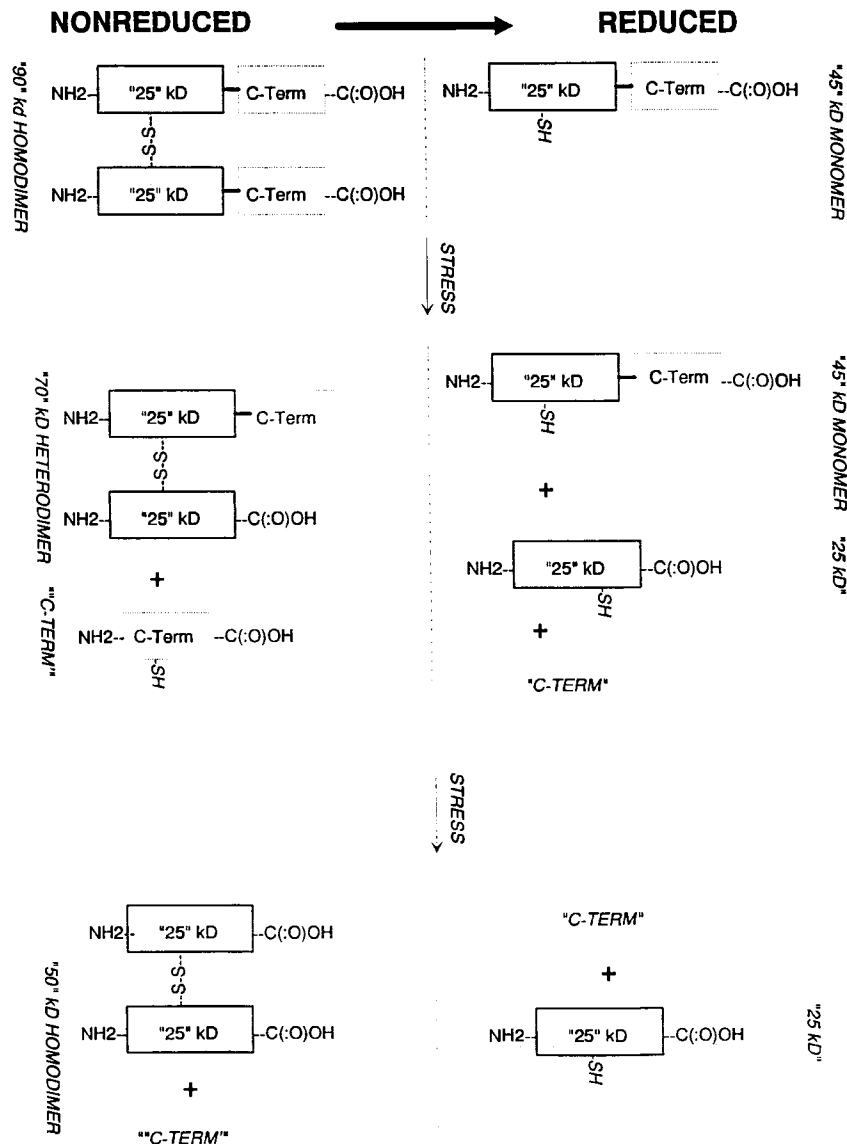 NONREDUCED REDUCED
"90" kd HOMODIMER
NH2-- "25" kD C-Term --C(:O)OH
S-S
NH2-- "25" kD C-Term --C(:O)OH
NH2-- "25" kD C-Term --C(:O)OH
-SH
"45" kD MONOMER
STRESS
"70" kD HETERODIMER
NH2-- "25" kD C-Term
S-S
NH2-- "25" kD --C(:O)OH
+
""C-TERM"
NH2-- C-Term --C(:O)OH
-SH
NH2-- "25" kD C-Term --C(:O)OH
-SH
"45" kD MONOMER
+
NH2-- "25" kD --C(:O)OH
-SH
"25 kD"
+
"C-TERM"
STRESS
"50" kD HOMODIMER
NH2-- "25" kD --C(:O)OH
S-S
NH2-- "25" kD --C(:O)OH
+
""C-TERM""
"C-TERM"
+
NH2-- "25" kD --C(:O)OH
-SH
"25 kD"